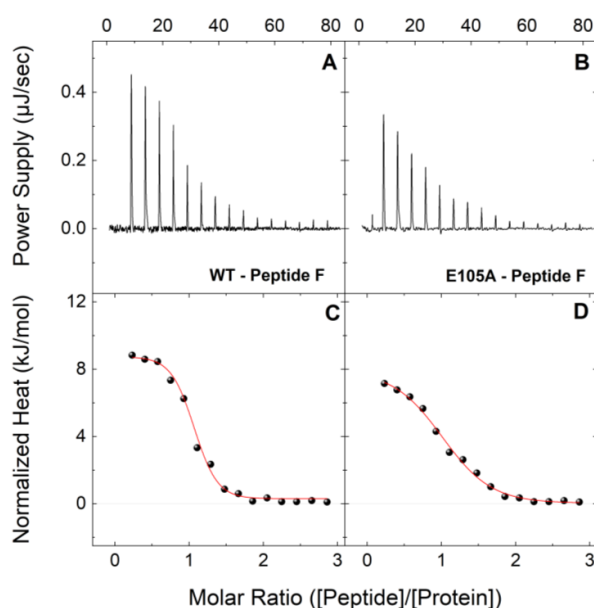 0 20 40 60 80 0 20 40 60 80
A B
Power Supply (µJ/sec)
0.4
0.2
0.0
WT - Peptide F E105A - Peptide F
C D
Normalized Heat (kJ/mol)
12
8
4
0
0 1 2 3 0 1 2 3
Molar Ratio ([Peptide]/[Protein])